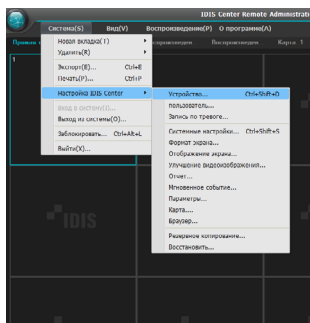 IDIS Center Remote Administrati
Система(S) Вид(V) Воспроизведение(P) О программе(A)
Карта 1
Новая вкладка(T)
Удалить(R)
Экспорт(E)... Ctrl+E
Печать(P)... Ctrl+P
Настройка IDIS Center
Вход в систему(I)...
Выход из системы(O)...
Заблокировать... Ctrl+Alt+L
Выйти(X)...
Устройство... Ctrl+Shift+D
пользователь...
Запись по тревоге...
Системные настройки... Ctrl+Shift+S
Формат экрана...
Отображение экрана...
Улучшение видеоизображения...
Отчет...
Мгновенное событие...
Параметры...
Карта...
Браузер...
Резервное копирование...
Восстановить...
1
IDIS